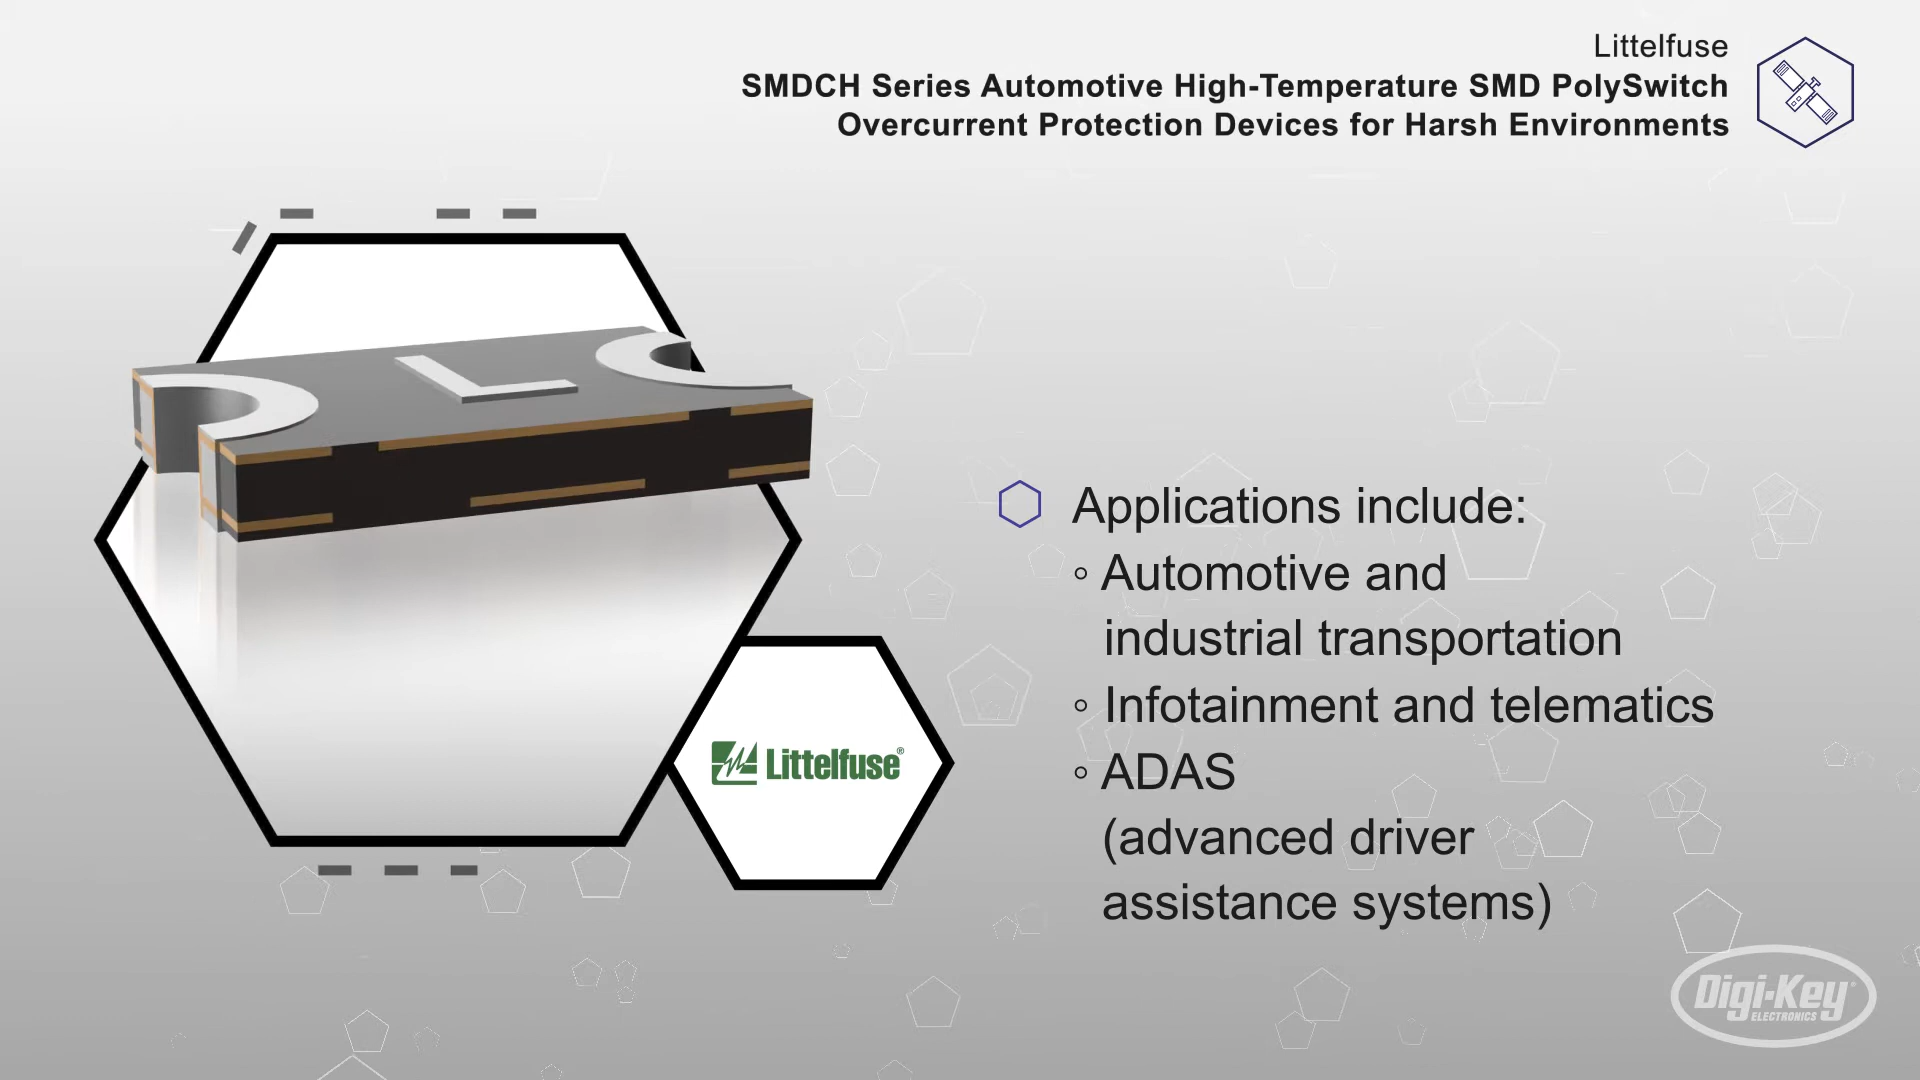 Littelfuse
SMDCH Series Automotive High-Temperature SMD PolySwitch
Overcurrent Protection Devices for Harsh Environments
L
Applications include:
◦ Automotive and
industrial transportation
◦ Infotainment and telematics
◦ ADAS
(advanced driver
assistance systems)
Littelfuse®
Digi-Key®
ELECTRONICS